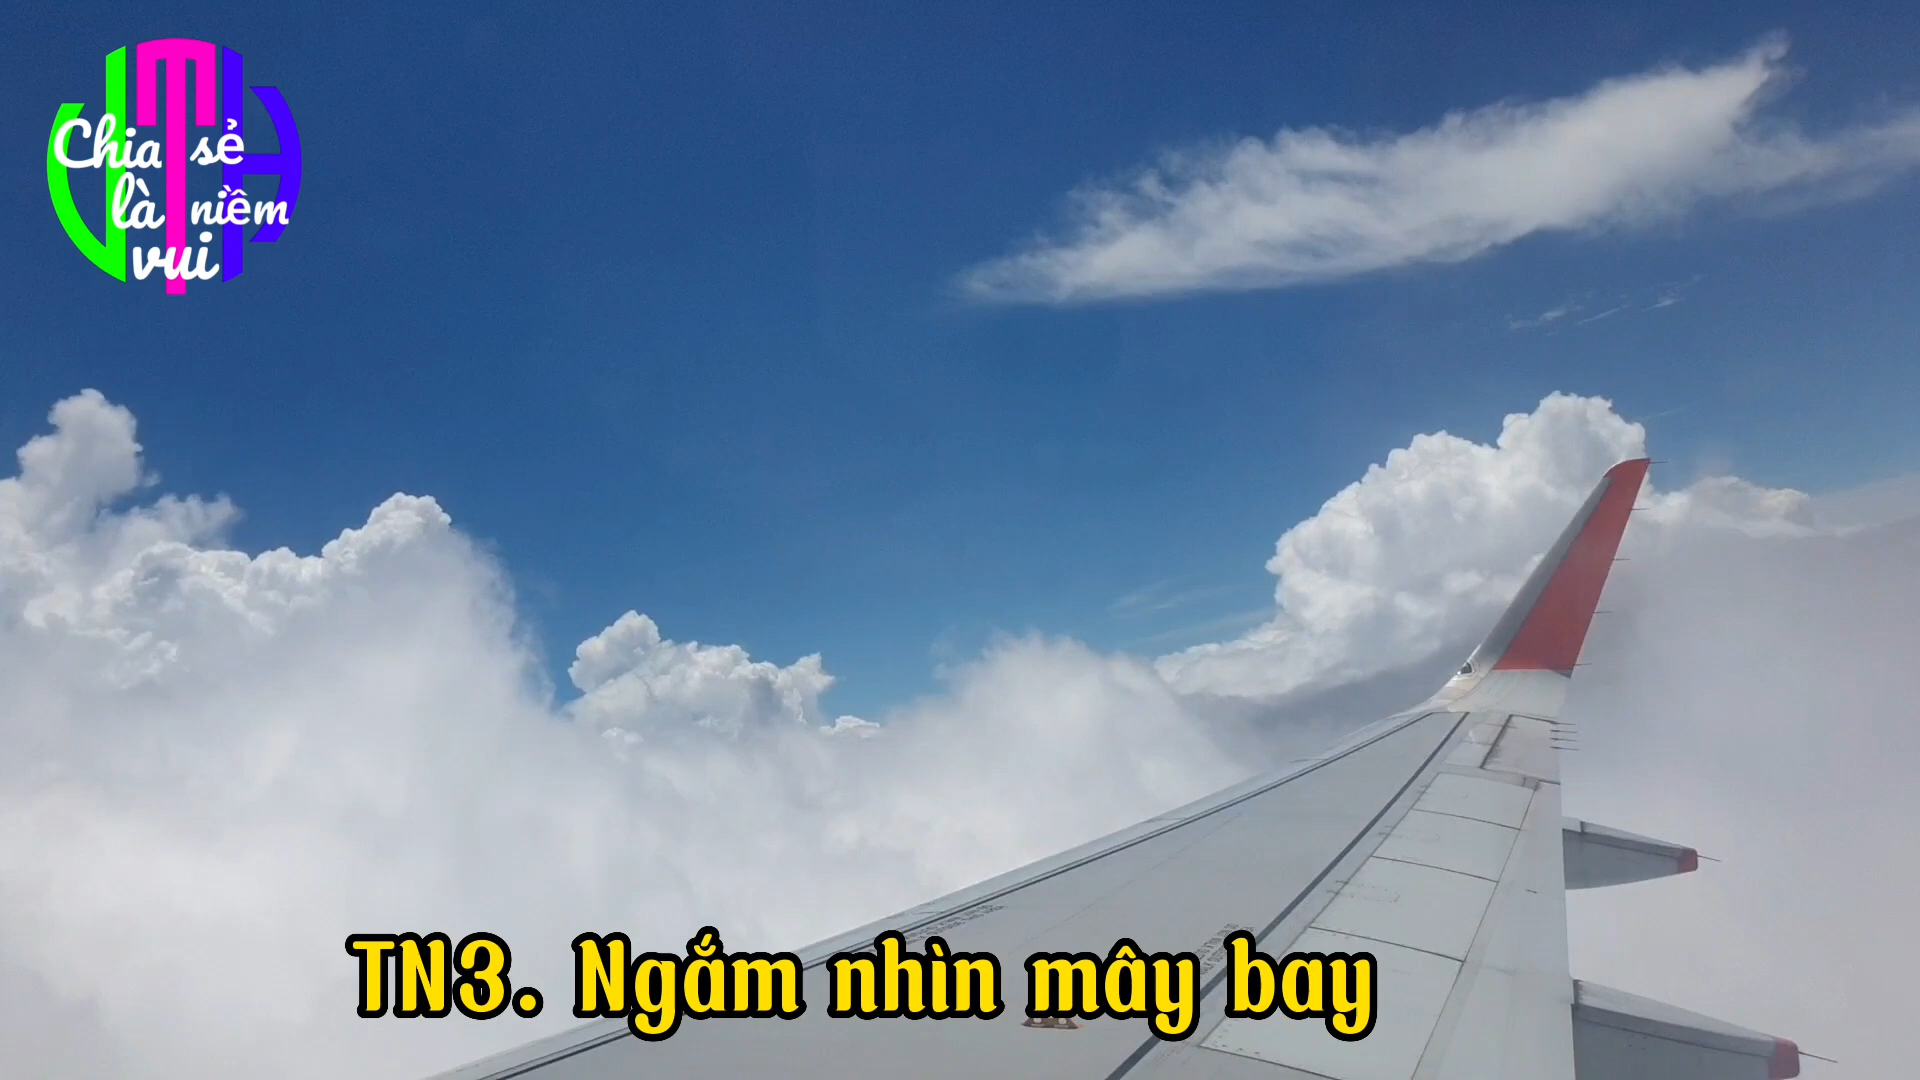 Chia sẻ
là niềm
vui
TN3. Ngắm nhìn mây bay